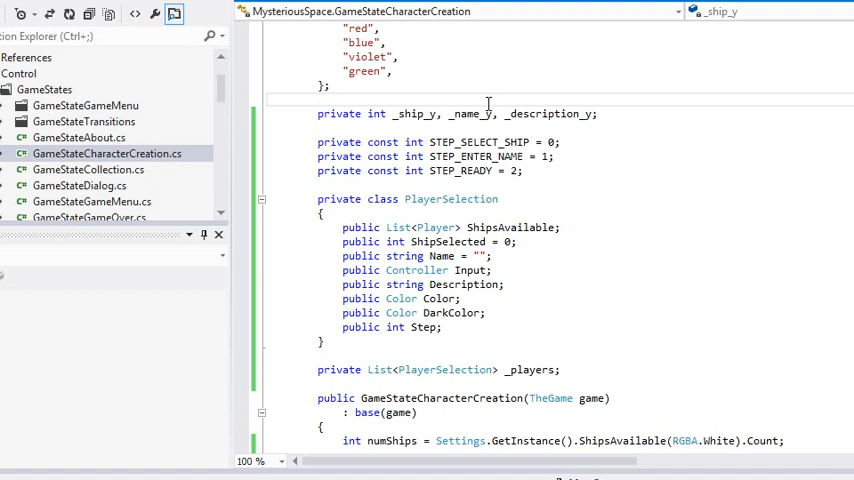 MysteriousSpace.GameStateCharacterCreation
_ship_y
tion Explorer (Ctrl+;)
References
Control
GameStates
GameStateGameMenu
GameStateTransitions
GameStateAbout.cs
GameStateCharacterCreation.cs
GameStateCollection.cs
GameStateDialog.cs
GameStateGameMenu.cs
GameStateGameOver.cs
"red",
"blue",
"violet",
"green",
};
private int _ship_y, _name_y, _description_y;
private const int STEP_SELECT_SHIP = 0;
private const int STEP_ENTER_NAME = 1;
private const int STEP_READY = 2;
private class PlayerSelection
{
public List<Player> ShipsAvailable;
public int ShipSelected = 0;
public string Name = "";
public Controller Input;
public string Description;
public Color Color;
public Color DarkColor;
public int Step;
}
private List<PlayerSelection> _players;
public GameStateCharacterCreation(TheGame game)
: base(game)
{
int numShips = Settings.GetInstance().ShipsAvailable(RGBA.White).Count;
100 %